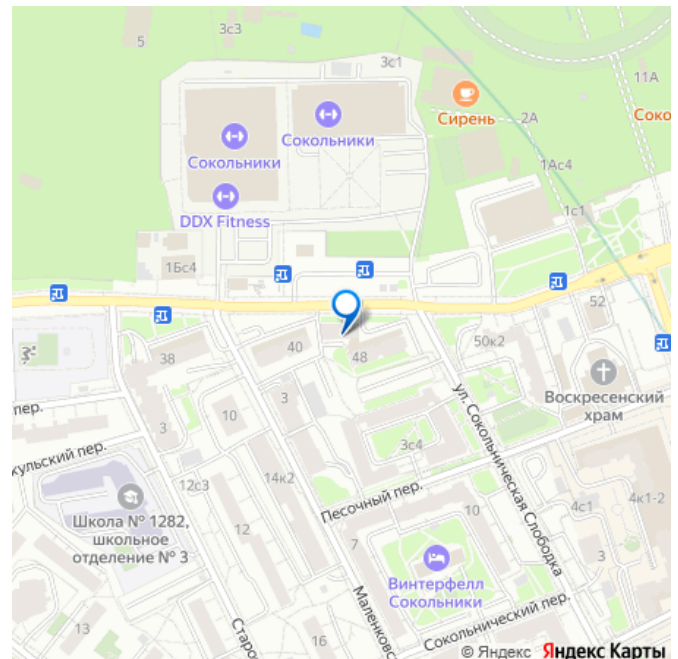 3с3
5
3с1
11А
Сирень
2А
Соко
Сокольники
Сокольники
1Ас4
DDX Fitness
1с1
1Бс4
52
38
40
48
50к2
Воскресенский
храм
3
3
10
3с4
пер.
ул. Сокольническая Слободка
кульский пер.
14к2
12с3
Песочный пер.
4с1
4к1-2
Школа № 1282,
школьное
отделение № 3
12
7
10
3
Винтерфелл
Сокольники
Маленковс
Сокольнический пер.
13
Старо
16
© Яндекс Яндекс Карты